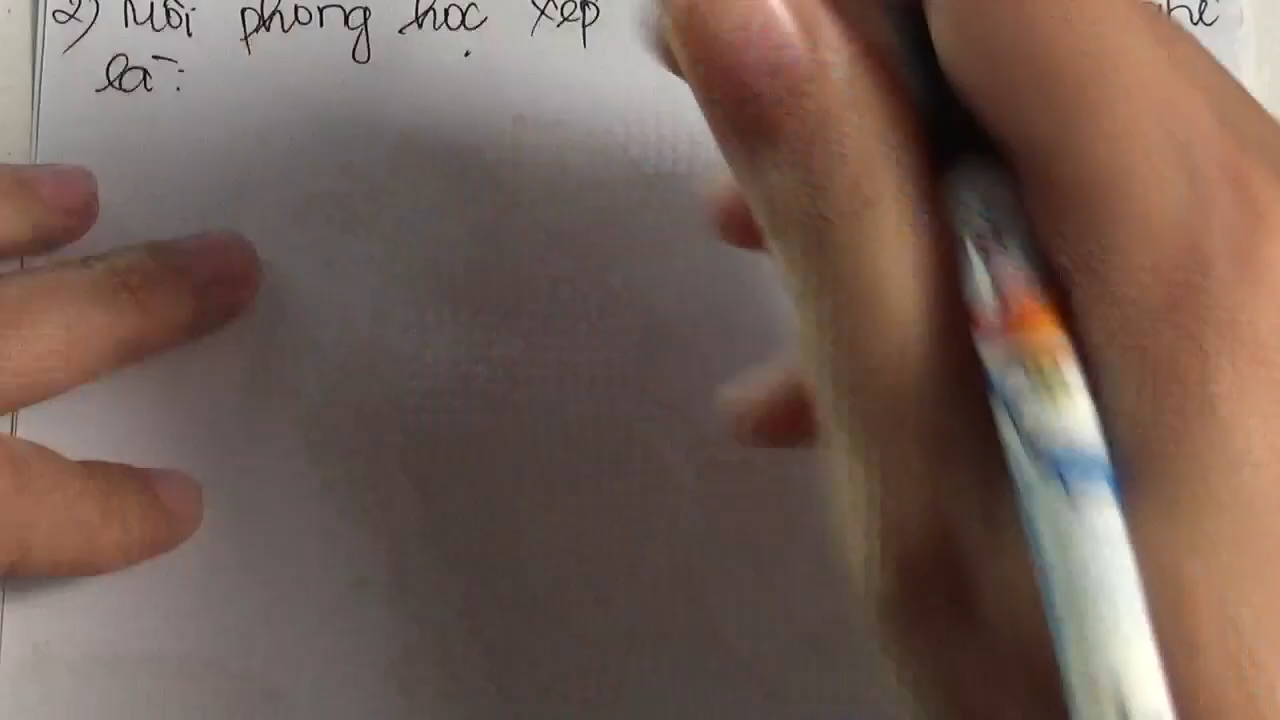 2) Mỗi phòng học xếp
là: